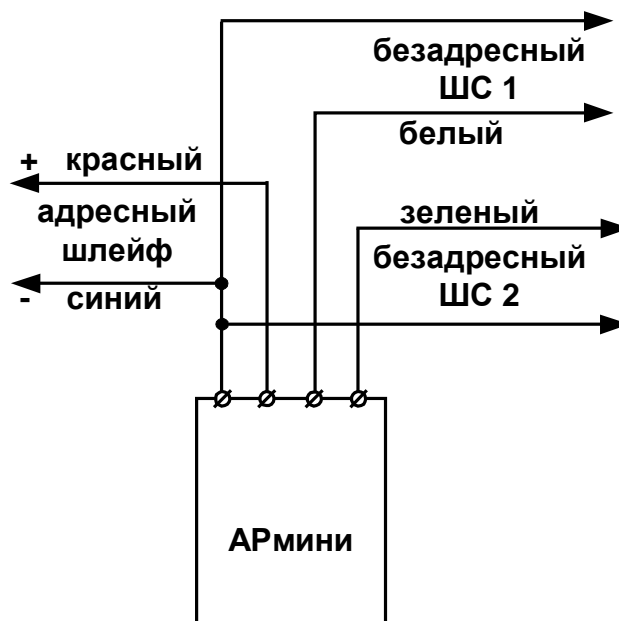 безадресный
ШС 1
белый
+ красный
адресный
шлейф
- синий
зеленый
безадресный
ШС 2
АРмини